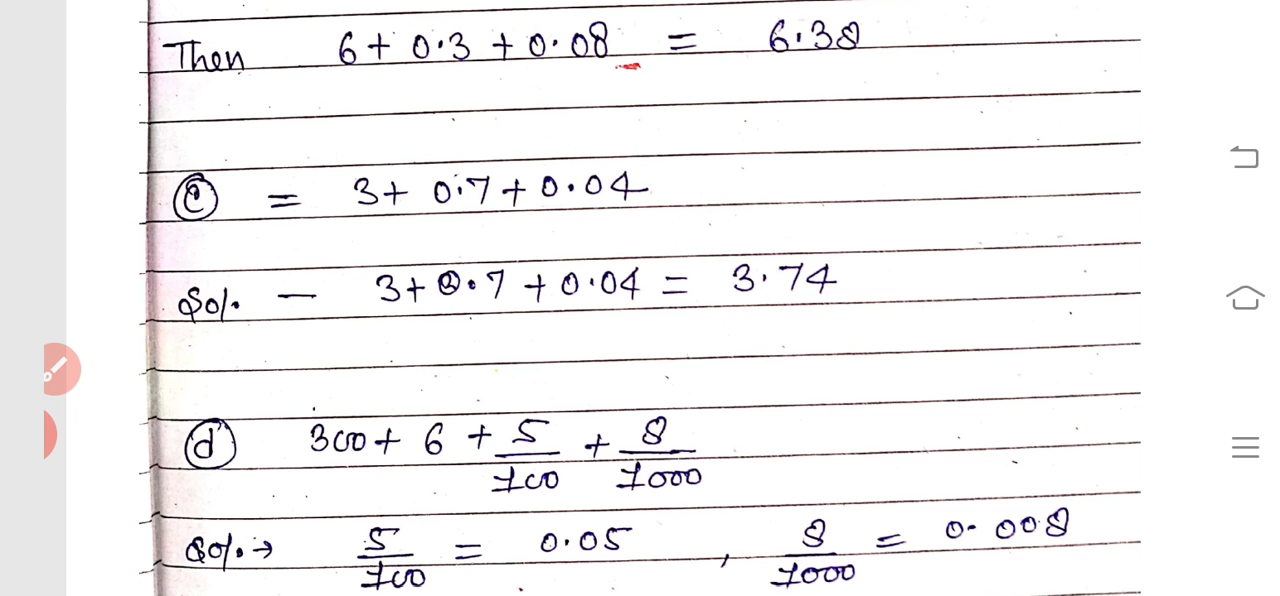 Then 6 + 0.3 + 0.08 = 6.38
(c) = 3 + 0.7 + 0.04
Sol. — 3 + 0.7 + 0.04 = 3.74
(d) 300 + 6 + 5/100 + 8/1000
Sol. → 5/100 = 0.05 , 8/1000 = 0.008